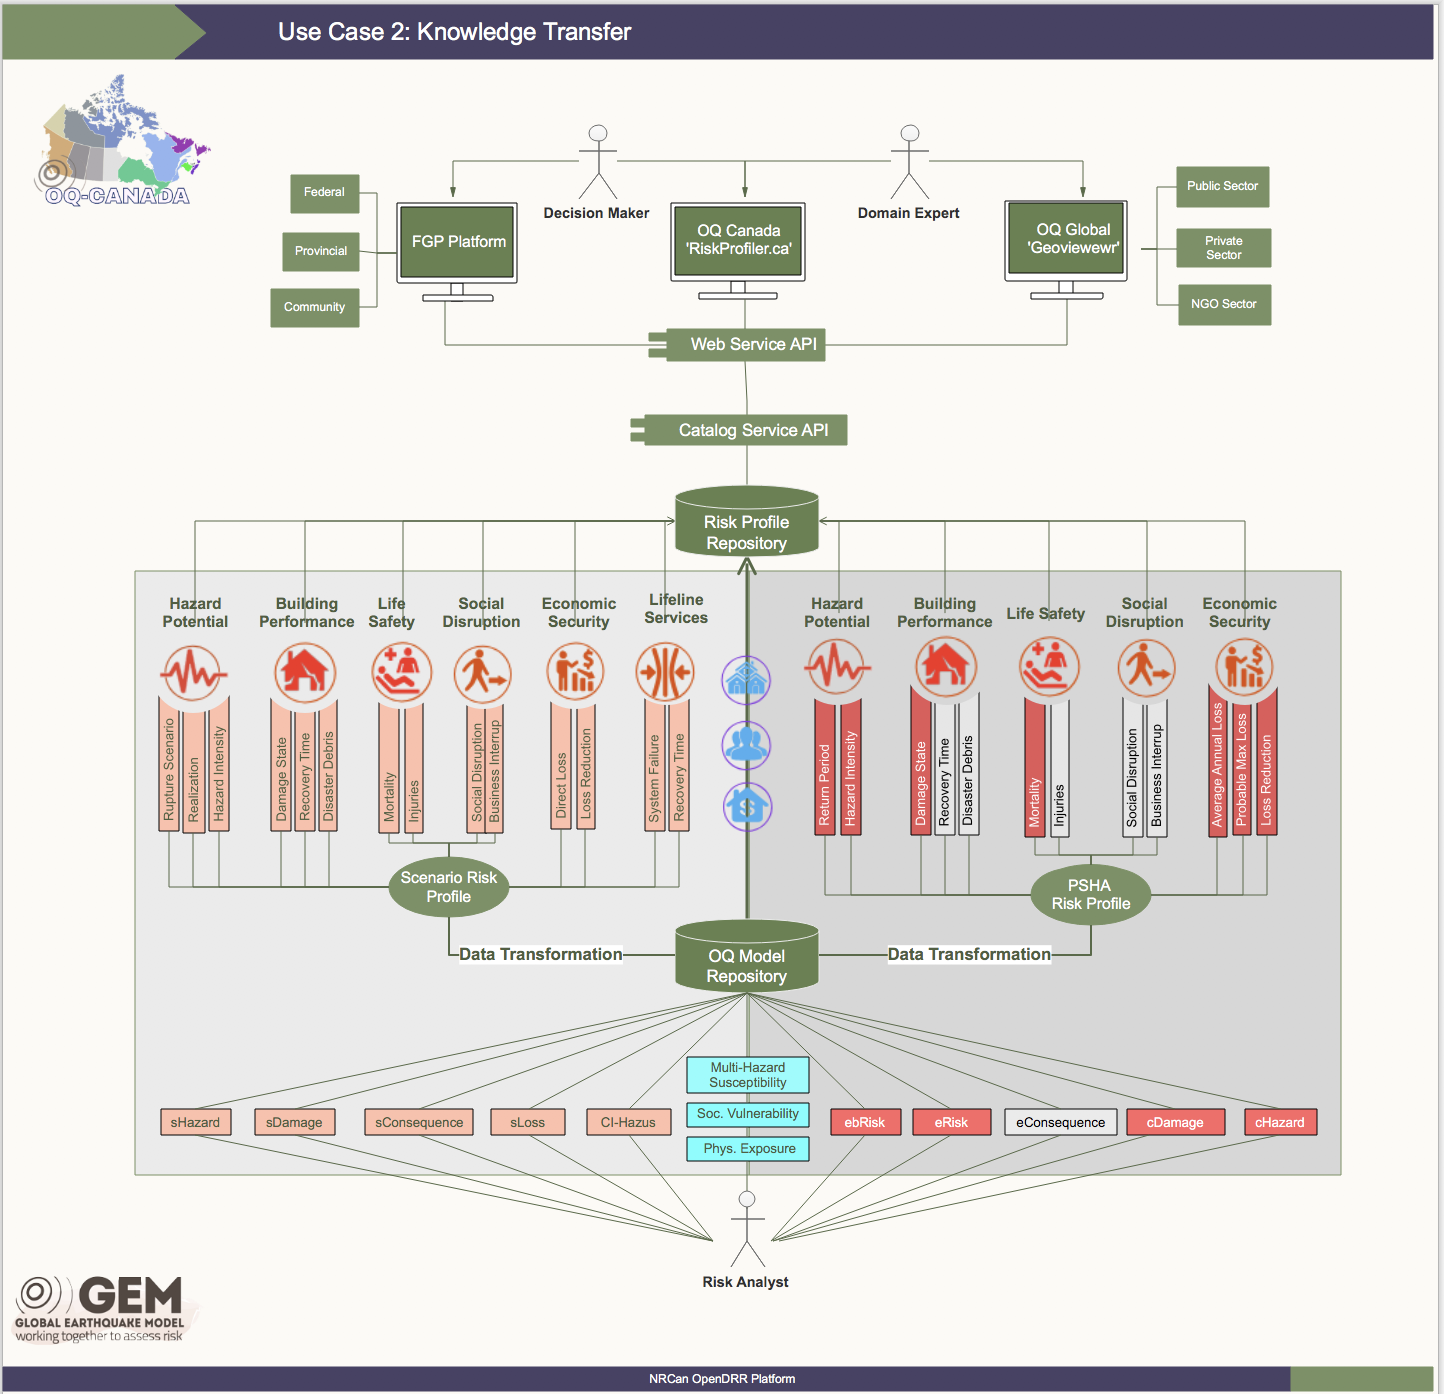 Use Case 2: Knowledge Transfer
OQ-CANADA
Federal
Provincial
Community
Decision Maker
Domain Expert
FGP Platform
OQ Canada
'RiskProfiler.ca'
OQ Global
'Geoviewewr'
Public Sector
Private
Sector
NGO Sector
Web Service API
Catalog Service API
Risk Profile
Repository
Hazard
Potential
Building
Performance
Life
Safety
Social
Disruption
Economic
Security
Lifeline
Services
Hazard
Potential
Building
Performance
Life Safety
Social
Disruption
Economic
Security
Rupture Scenario
Realization
Hazard Intensity
Damage State
Recovery Time
Disaster Debris
Mortality
Injuries
Social Disruption
Business Interrup
Direct Loss
Loss Reduction
System Failure
Recovery Time
Return Period
Hazard Intensity
Damage State
Recovery Time
Disaster Debris
Mortality
Injuries
Social Disruption
Business Interrup
Average Annual Loss
Probable Max Loss
Loss Reduction
Scenario Risk
Profile
PSHA
Risk Profile
Data Transformation
OQ Model
Repository
Data Transformation
Multi-Hazard
Susceptibility
Soc. Vulnerability
Phys. Exposure
sHazard
sDamage
sConsequence
sLoss
CI-Hazus
ebRisk
eRisk
eConsequence
cDamage
cHazard
Risk Analyst
GEM
GLOBAL EARTHQUAKE MODEL
working together to assess risk
NRCan OpenDRR Platform